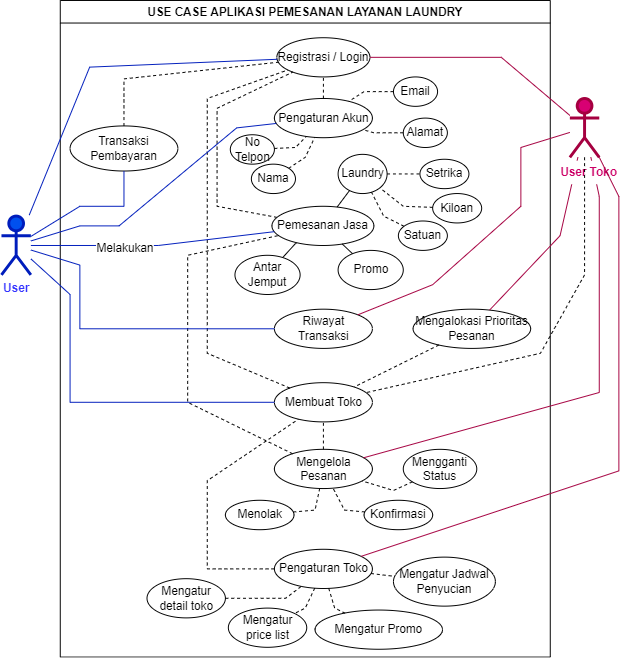 USE CASE APLIKASI PEMESANAN LAYANAN LAUNDRY
Registrasi / Login
Email
Pengaturan Akun
Alamat
Transaksi
Pembayaran
No
Telpon
Nama
Laundry
Setrika
User Toko
Kiloan
Satuan
Pemesanan Jasa
Melakukan
User
Antar
Jemput
Promo
Riwayat
Transaksi
Mengalokasi Prioritas
Pesanan
Membuat Toko
Mengelola
Pesanan
Mengganti
Status
Menolak
Konfirmasi
Pengaturan Toko
Mengatur Jadwal
Penyucian
Mengatur
detail toko
Mengatur
price list
Mengatur Promo